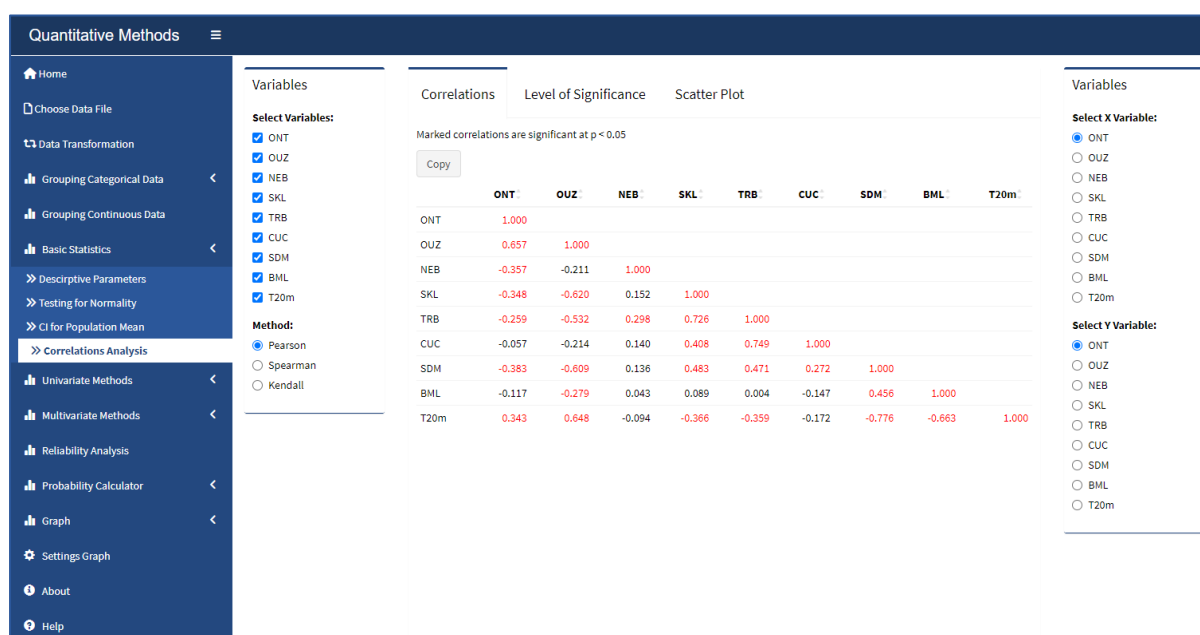 Quantitative Methods
Home
Choose Data File
Data Transformation
Grouping Categorical Data
Grouping Continuous Data
Basic Statistics
Descirptive Parameters
Testing for Normality
CI for Population Mean
Correlations Analysis
Univariate Methods
Multivariate Methods
Reliability Analysis
Probability Calculator
Graph
Settings Graph
About
Help
Variables
Select Variables:
ONT
OUZ
NEB
SKL
TRB
CUC
SDM
BML
T20m
Method:
Pearson
Spearman
Kendall
Correlations Level of Significance Scatter Plot
Marked correlations are significant at p < 0.05
Copy
ONT OUZ NEB SKL TRB CUC SDM BML T20m
ONT 1.000
OUZ 0.657 1.000
NEB -0.357 -0.211 1.000
SKL -0.348 -0.620 0.152 1.000
TRB -0.259 -0.532 0.298 0.726 1.000
CUC -0.057 -0.214 0.140 0.408 0.749 1.000
SDM -0.383 -0.609 0.136 0.483 0.471 0.272 1.000
BML -0.117 -0.279 0.043 0.089 0.004 -0.147 0.456 1.000
T20m 0.343 0.648 -0.094 -0.366 -0.359 -0.172 -0.776 -0.663 1.000
Variables
Select X Variable:
ONT
OUZ
NEB
SKL
TRB
CUC
SDM
BML
T20m
Select Y Variable:
ONT
OUZ
NEB
SKL
TRB
CUC
SDM
BML
T20m